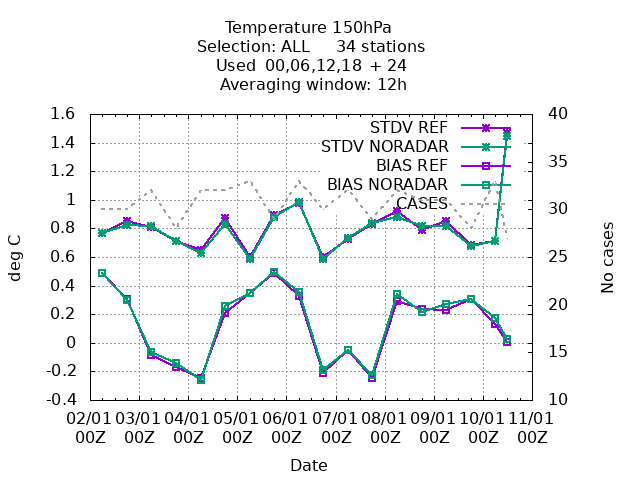 Temperature 150hPa
Selection: ALL 34 stations
Used 00,06,12,18 + 24
Averaging window: 12h
STDV REF
STDV NORADAR
BIAS REF
BIAS NORADAR
CASES
deg C
1.6
1.4
1.2
1
0.8
0.6
0.4
0.2
0
-0.2
-0.4
40
35
30
25
20
15
10
No cases
02/01 03/01 04/01 05/01 06/01 07/01 08/01 09/01 10/01 11/01
00Z 00Z 00Z 00Z 00Z 00Z 00Z 00Z 00Z 00Z
Date